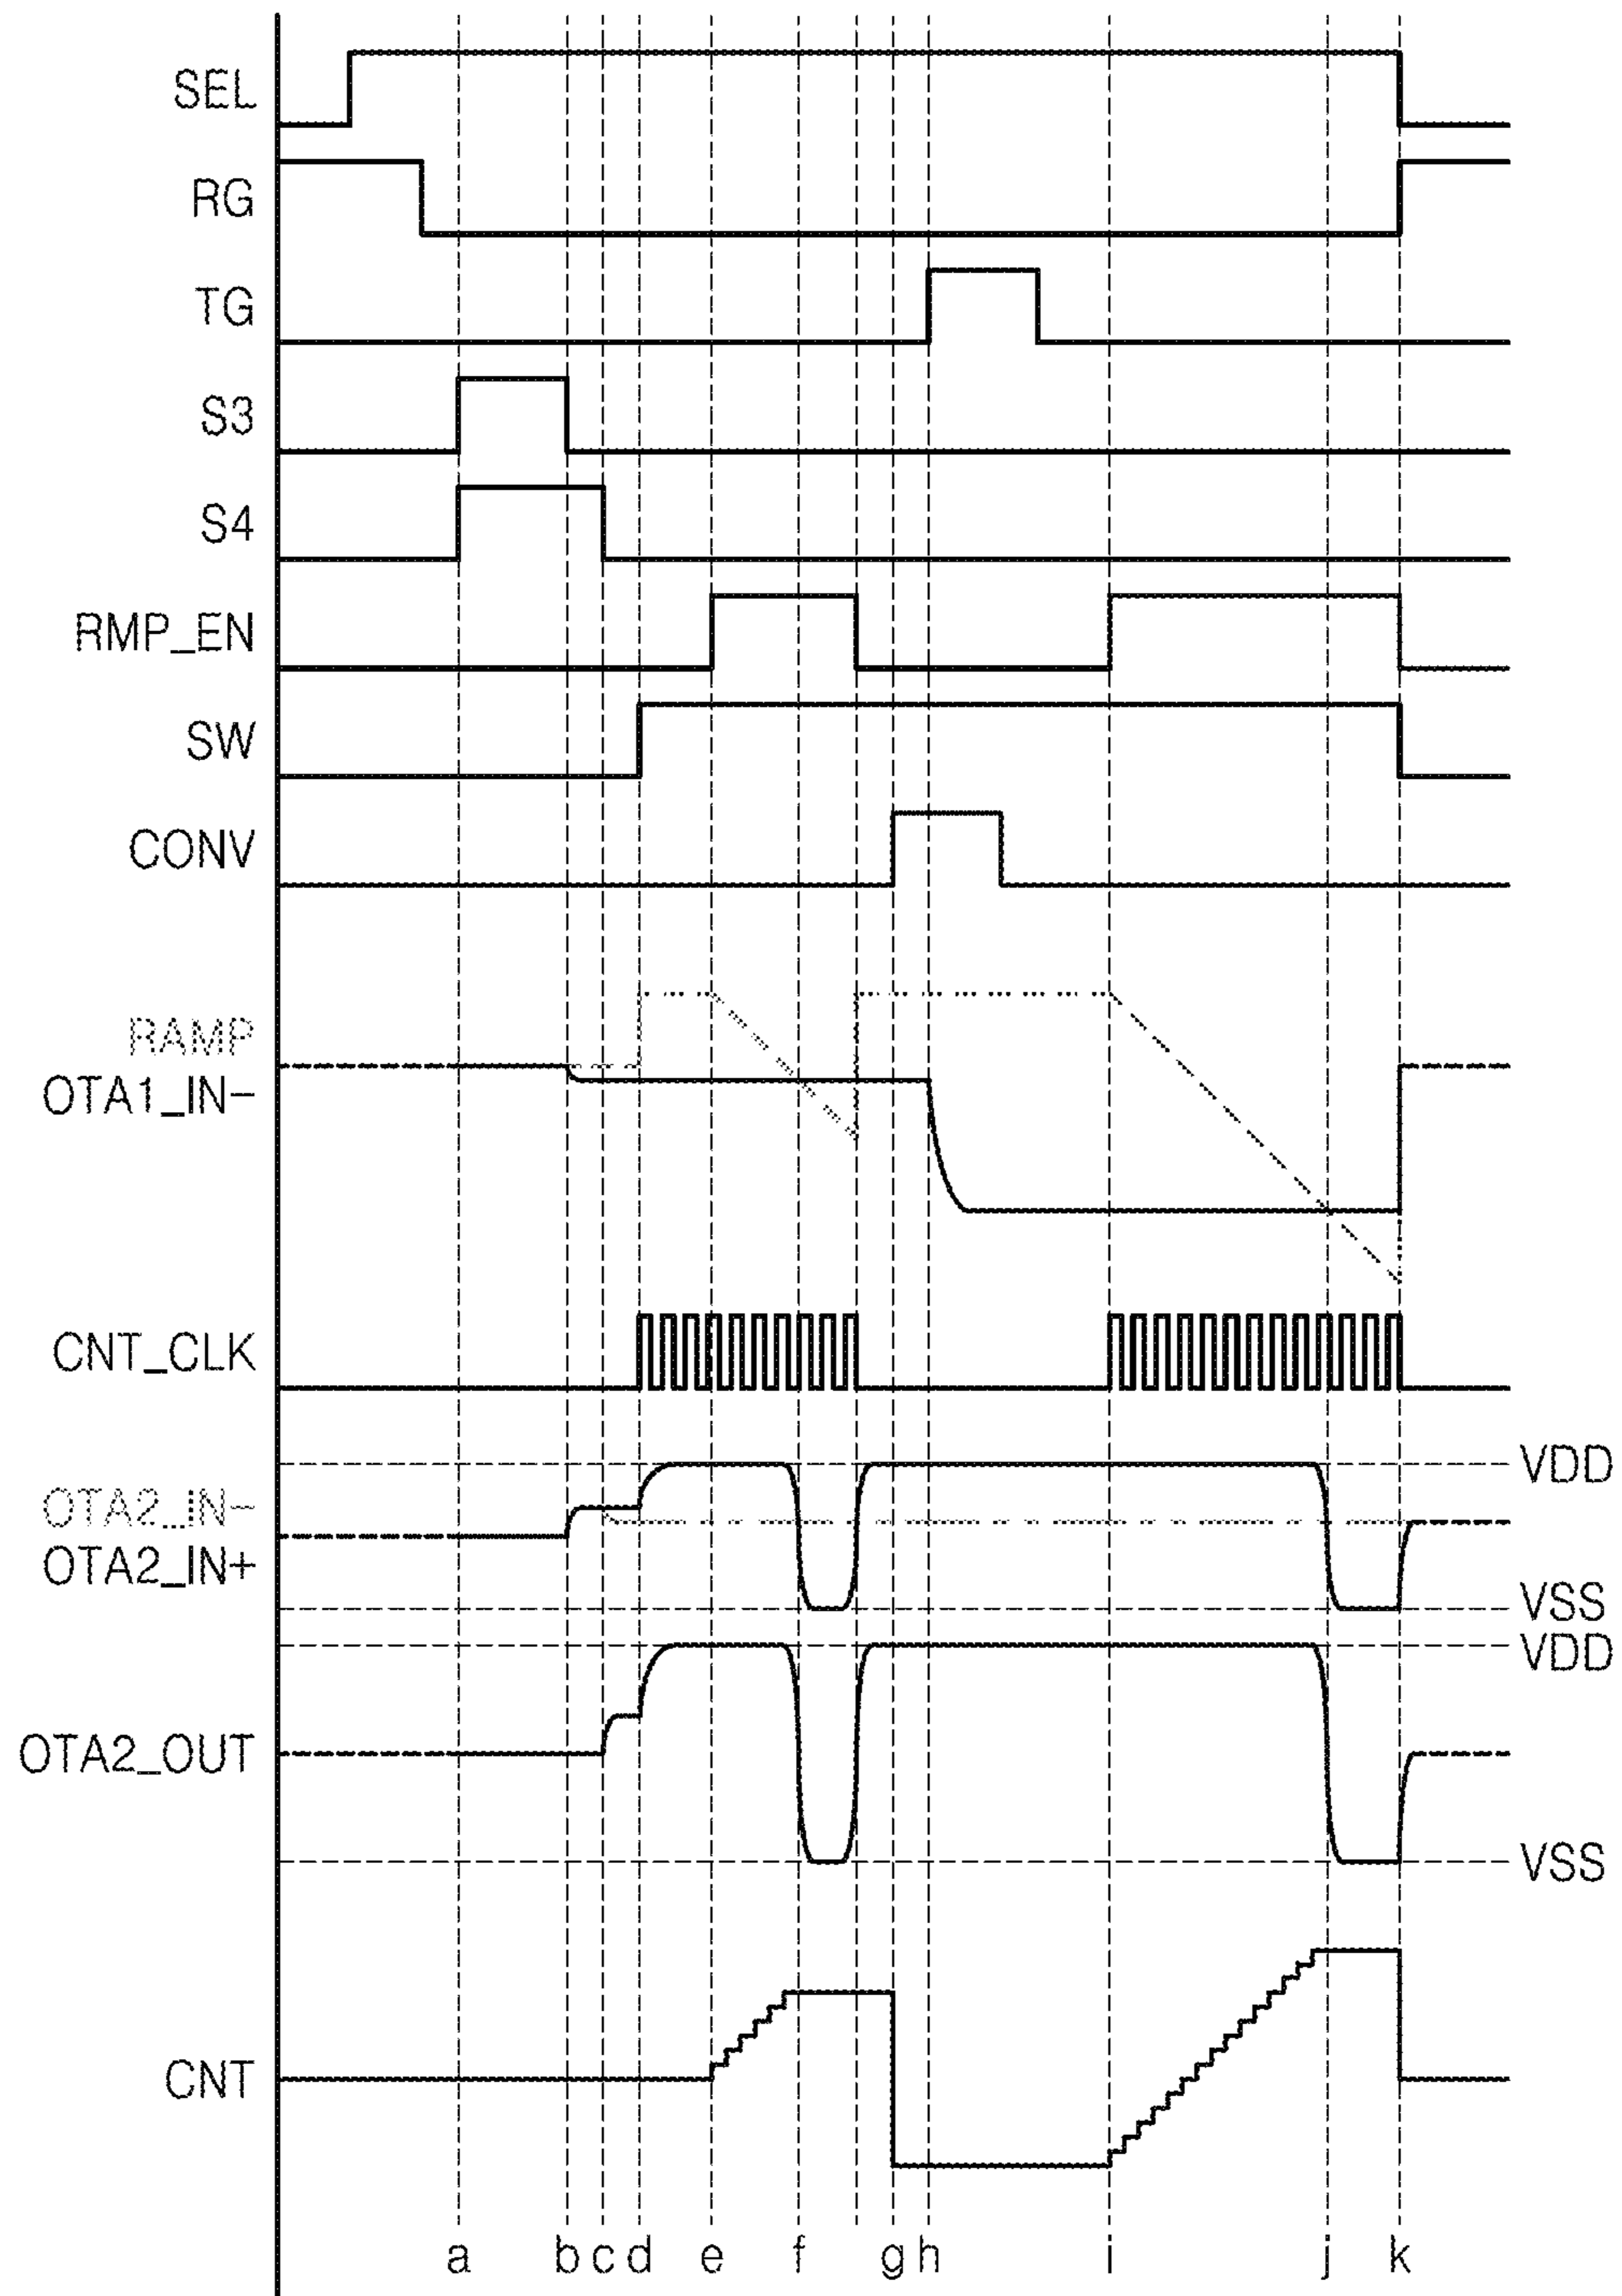 SEL
RG
TG
S3
S4
RMP_EN
SW
CONV
RAMP
OTA1_IN-
CNT_CLK
VDD
OTA2_IN-
OTA2_IN+
VSS
VDD
OTA2_OUT
VSS
CNT
a b c d e f g h i j k